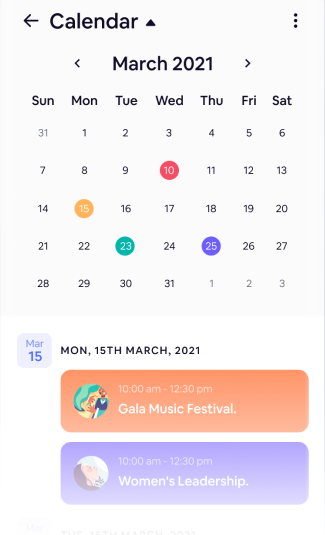 Calendar
March 2021
Sun Mon Tue Wed Thu Fri Sat
31 1 2 3 4 5 6
7 8 9 10 11 12 13
14 15 16 17 18 19 20
21 22 23 24 25 26 27
28 29 30 31 1 2 3
Mar
15
MON, 15TH MARCH, 2021
10:00 am - 12:30 pm
Gala Music Festival.
10:00 am - 12:30 pm
Women's Leadership.